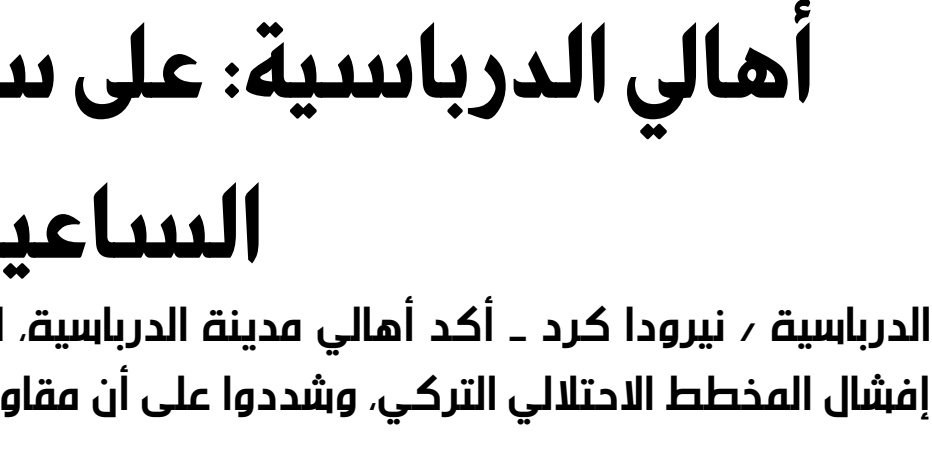 أهالي الدرباسية: على
الساعي
الدرباسية / نيرودا كرد ـ أكد أهالي مدينة الدرباسية،
إفشال المخطط الاحتلالي التركي، وشددوا على أن مقاو